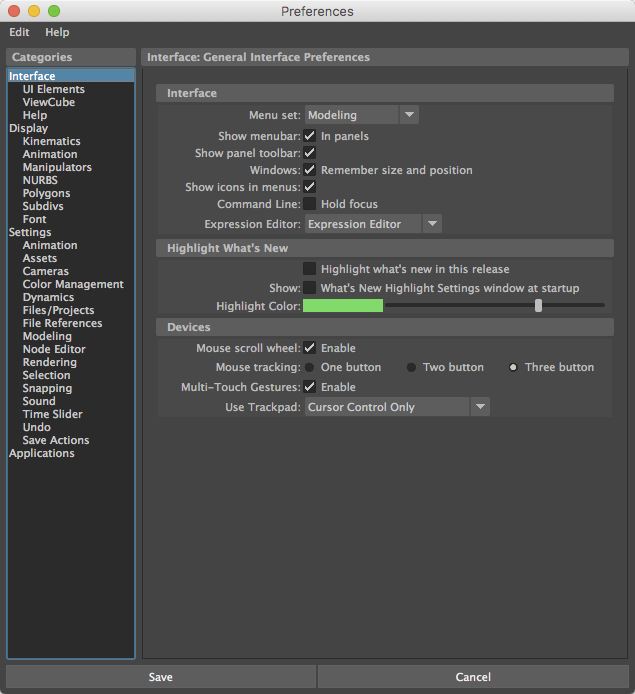 Preferences
Edit Help
Categories
Interface
UI Elements
ViewCube
Help
Display
Kinematics
Animation
Manipulators
NURBS
Polygons
Subdivs
Font
Settings
Animation
Assets
Cameras
Color Management
Dynamics
Files/Projects
File References
Modeling
Node Editor
Rendering
Selection
Snapping
Sound
Time Slider
Undo
Save Actions
Applications
Interface: General Interface Preferences
Interface
Menu set: Modeling
Show menubar: In panels
Show panel toolbar:
Windows: Remember size and position
Show icons in menus:
Command Line: Hold focus
Expression Editor: Expression Editor
Highlight What's New
Highlight what's new in this release
Show: What's New Highlight Settings window at startup
Highlight Color:
Devices
Mouse scroll wheel: Enable
Mouse tracking: One button Two button Three button
Multi-Touch Gestures: Enable
Use Trackpad: Cursor Control Only
Save Cancel